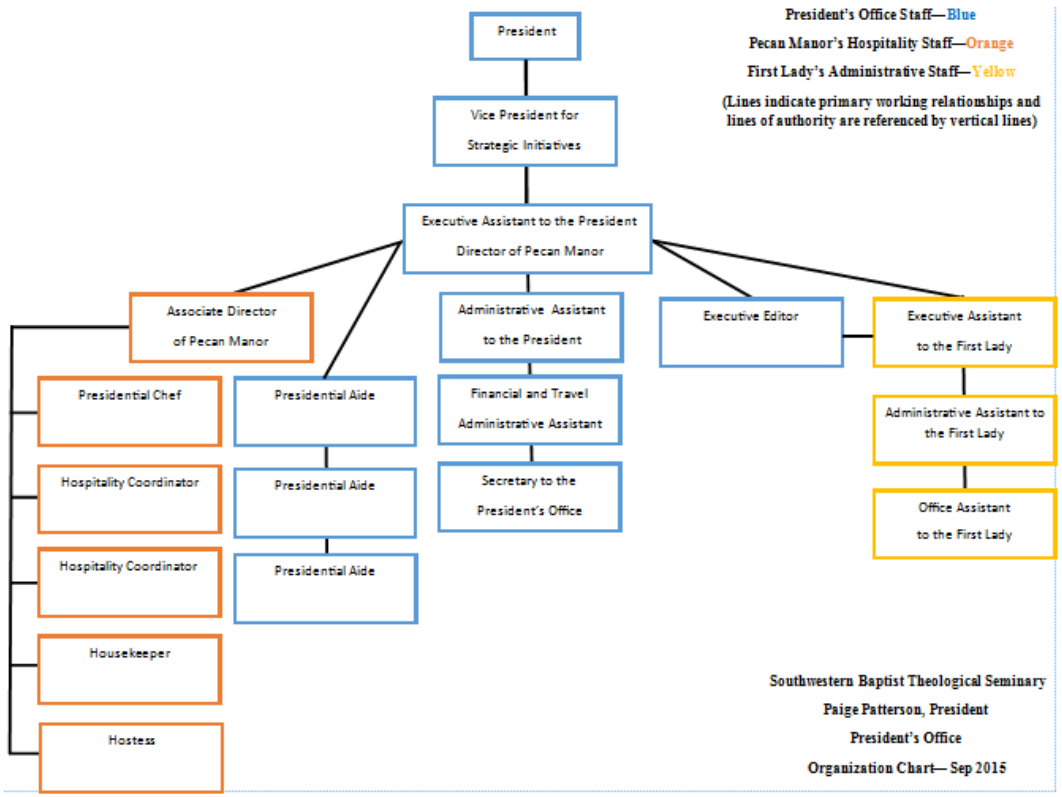 President's Office Staff—Blue
Pecan Manor's Hospitality Staff—Orange
First Lady's Administrative Staff—Yellow
(Lines indicate primary working relationships and
lines of authority are referenced by vertical lines)
President
Vice President for
Strategic Initiatives
Executive Assistant to the President
Director of Pecan Manor
Associate Director
of Pecan Manor
Administrative Assistant
to the President
Executive Editor
Executive Assistant
to the First Lady
Presidential Chef
Presidential Aide
Financial and Travel
Administrative Assistant
Administrative Assistant to
the First Lady
Hospitality Coordinator
Presidential Aide
Secretary to the
President's Office
Office Assistant
to the First Lady
Hospitality Coordinator
Presidential Aide
Housekeeper
Hostess
Southwestern Baptist Theological Seminary
Paige Patterson, President
President's Office
Organization Chart—Sep 2015